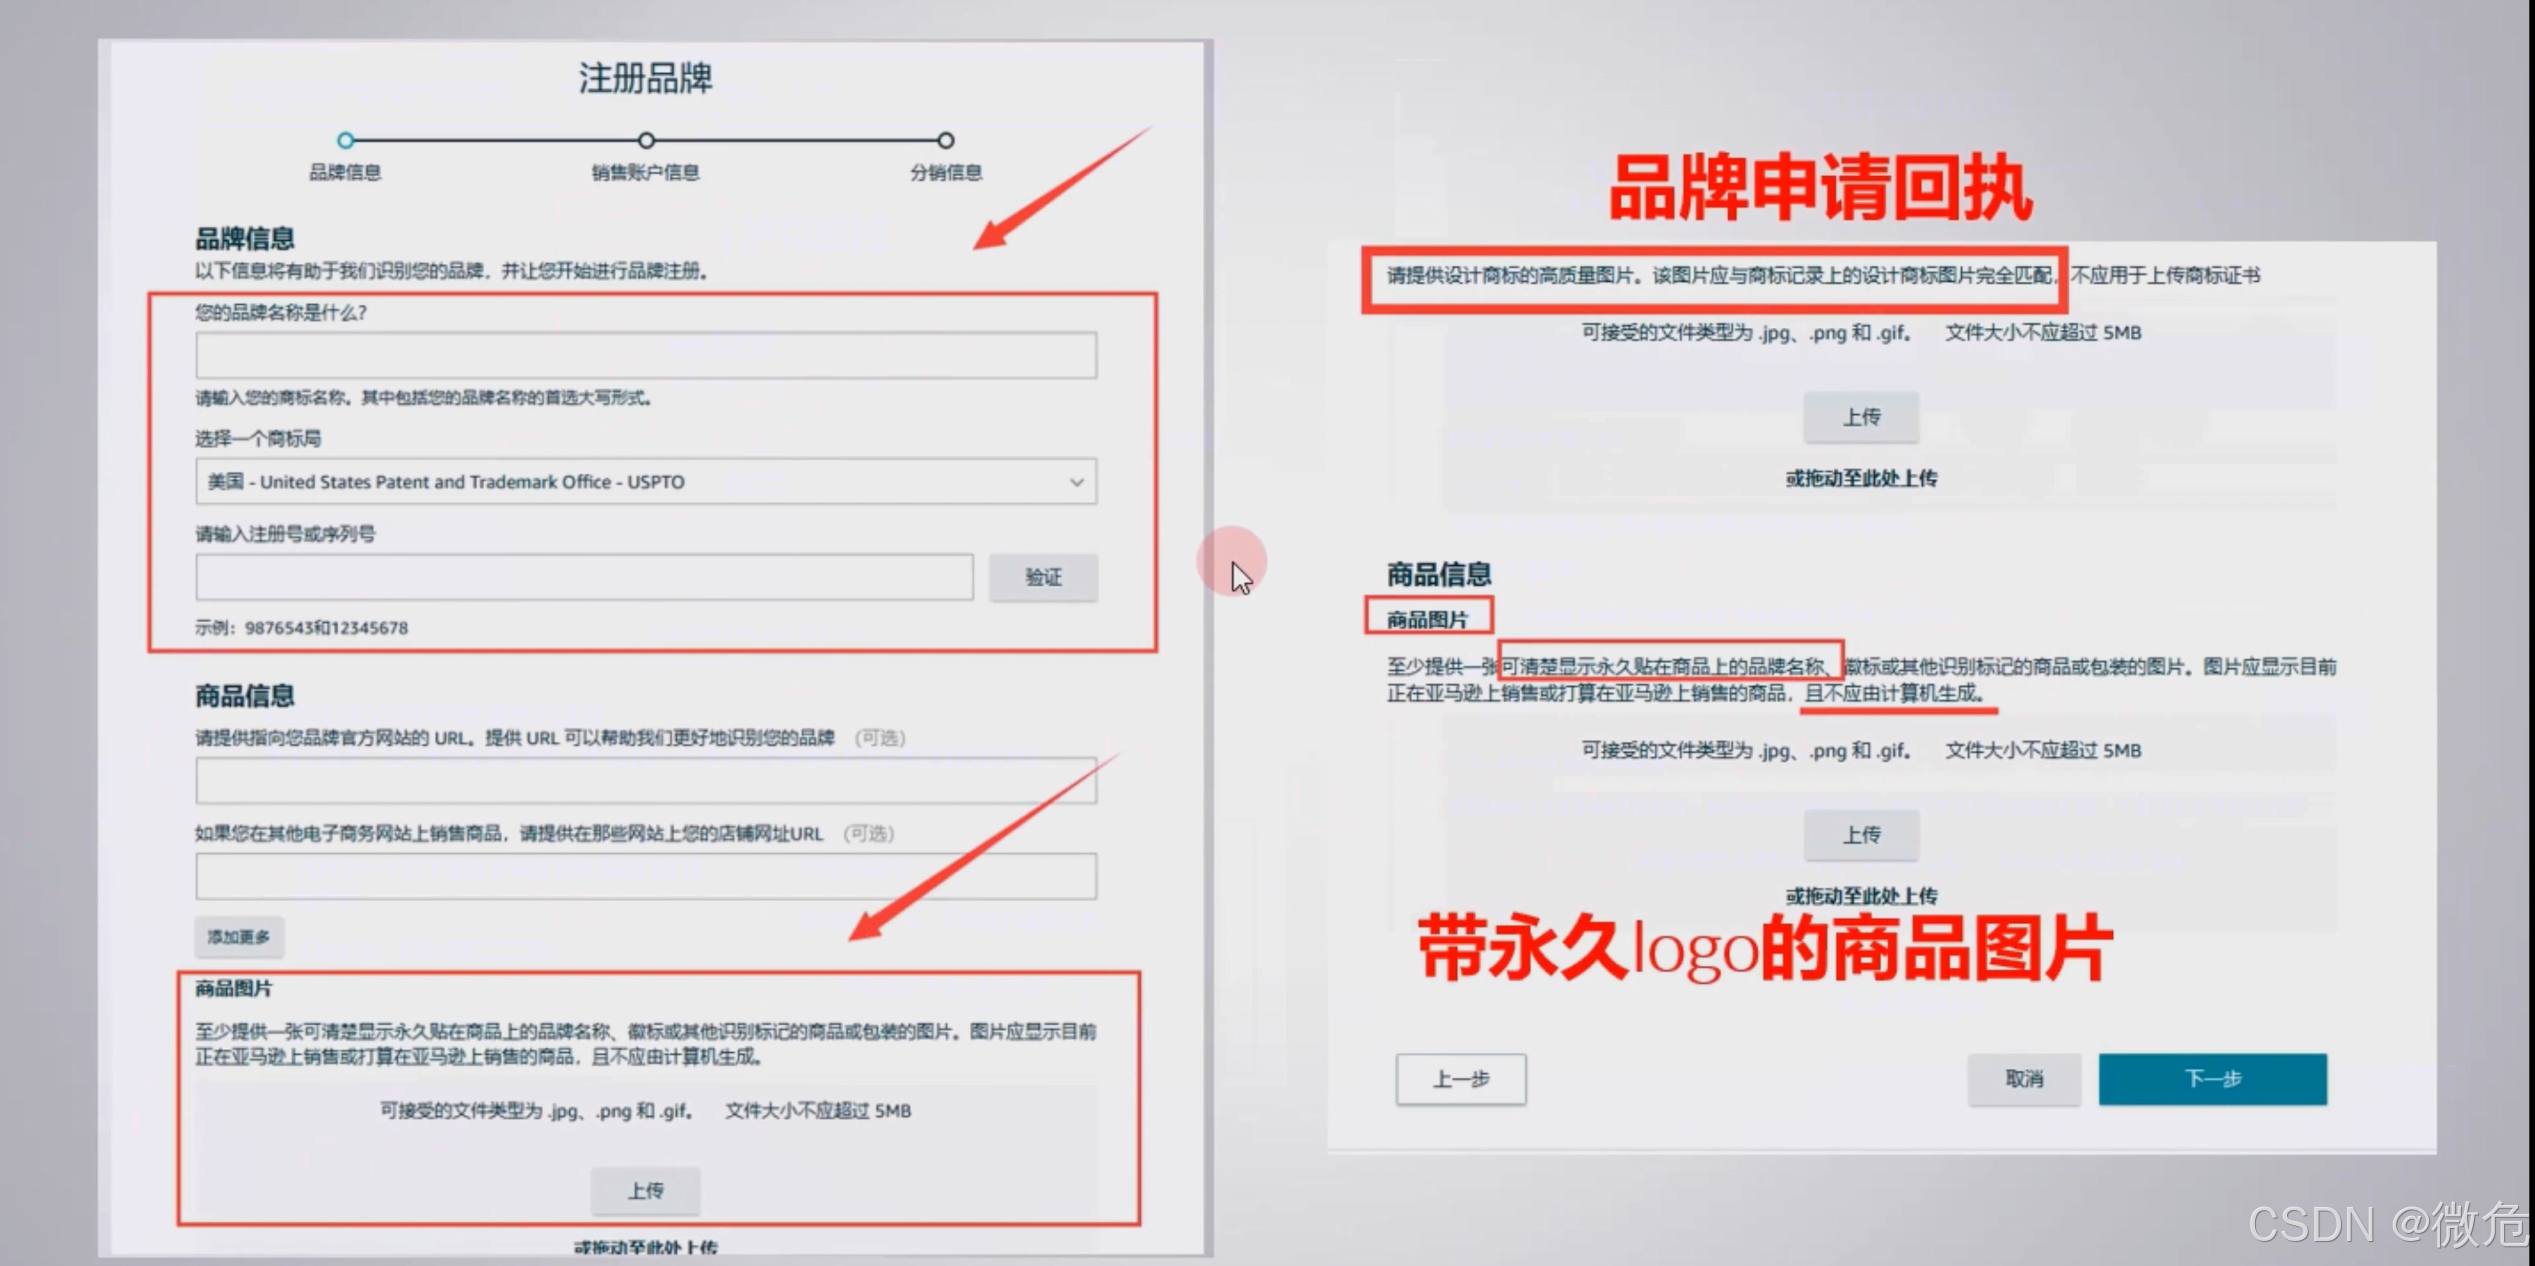 注册品牌
品牌信息
销售账户信息
分销信息
品牌信息
以下信息将有助于我们识别您的品牌，并让您开始进行品牌注册。
您的品牌名称是什么?
请输入您的商标名称。其中包括您的品牌名称的首选大写形式。
选择一个商标局
美国 - United States Patent and Trademark Office - USPTO
请输入注册号或序列号
验证
示例：9876543和12345678
商品信息
请提供指向您品牌官方网站的 URL。提供 URL 可以帮助我们更好地识别您的品牌 (可选)
如果您在其他电子商务网站上销售商品，请提供在那些网站上您的店铺网址URL (可选)
添加更多
商品图片
至少提供一张可清楚显示永久贴在商品上的品牌名称、徽标或其他识别标记的商品或包装的图片。图片应显示目前
正在亚马逊上销售或打算在亚马逊上销售的商品，且不应由计算机生成。
可接受的文件类型为 .jpg、.png 和 .gif。 文件大小不应超过 5MB
上传
或拖动至此处上传
品牌申请回执
请提供设计商标的高质量图片。该图片应与商标记录上的设计商标图片完全匹配，不应用于上传商标证书
可接受的文件类型为 .jpg、.png 和 .gif。 文件大小不应超过 5MB
上传
或拖动至此处上传
商品信息
商品图片
至少提供一张可清楚显示永久贴在商品上的品牌名称、徽标或其他识别标记的商品或包装的图片。图片应显示目前
正在亚马逊上销售或打算在亚马逊上销售的商品，且不应由计算机生成。
可接受的文件类型为 .jpg、.png 和 .gif。 文件大小不应超过 5MB
上传
或拖动至此处上传
带永久logo的商品图片
上一步
取消
下一步
CSDN @微危